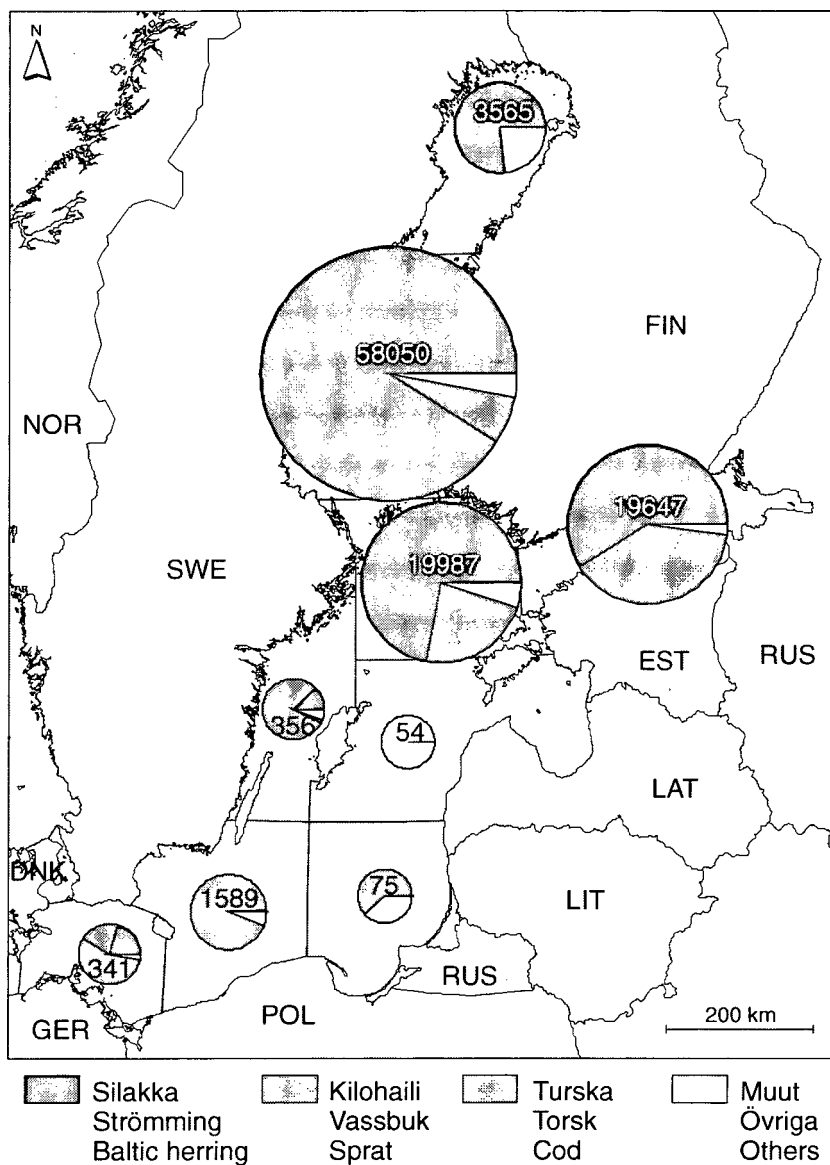 N
3565
58050
FIN
NOR
19647
19987
SWE
EST
RUS
356
54
LAT
DNK
1589
75
LIT
341
RUS
GER
POL
200 km
Silakka
Strömming
Baltic herring
Kilohaili
Vassbuk
Sprat
Turska
Torsk
Cod
Muut
Övriga
Others